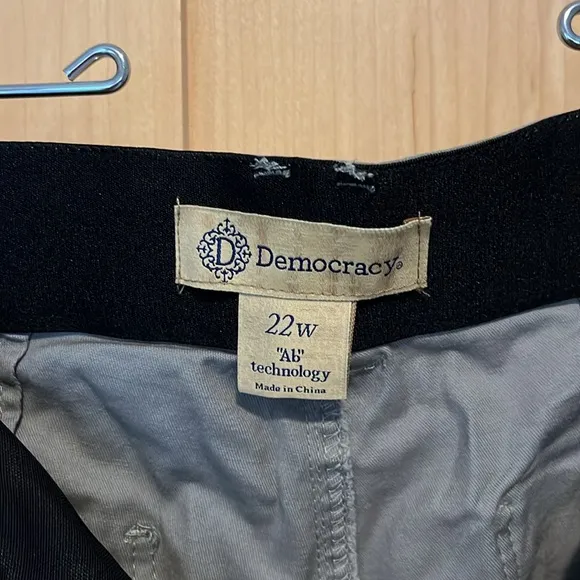 D Democracy®
22W
"Ab"
technology
Made in China